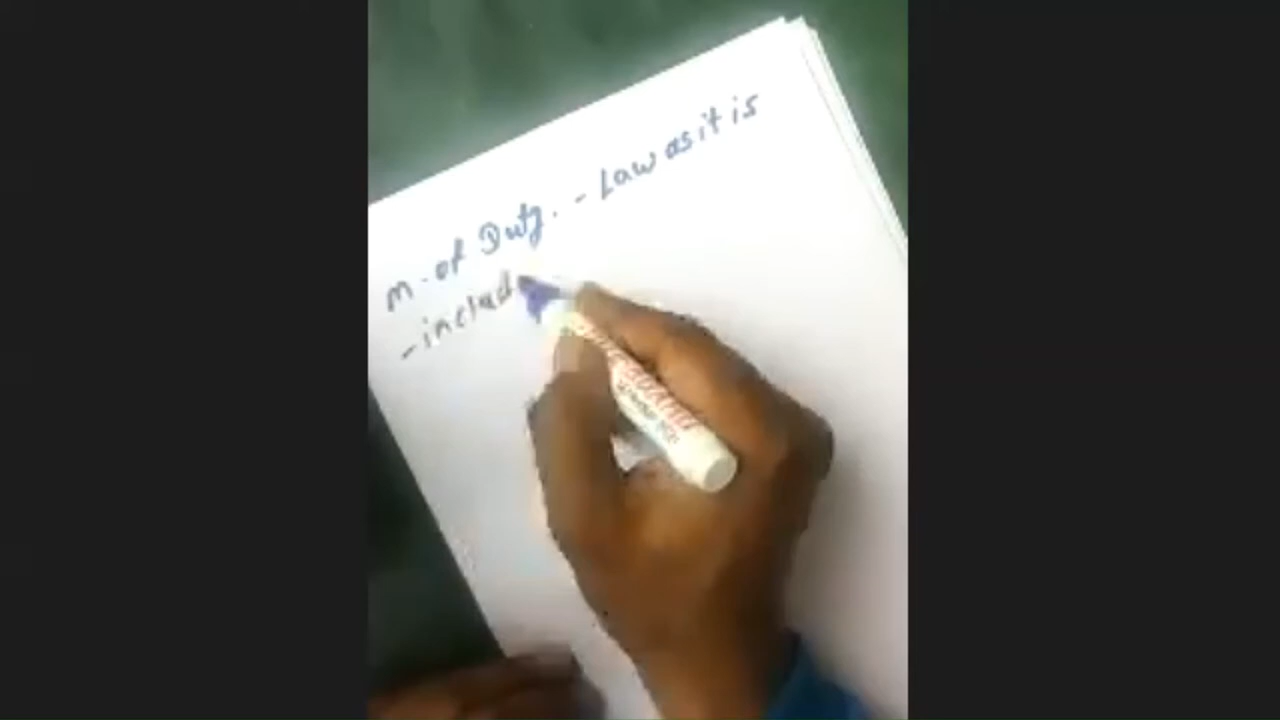 m. of Duty. - Law as it is
- includ